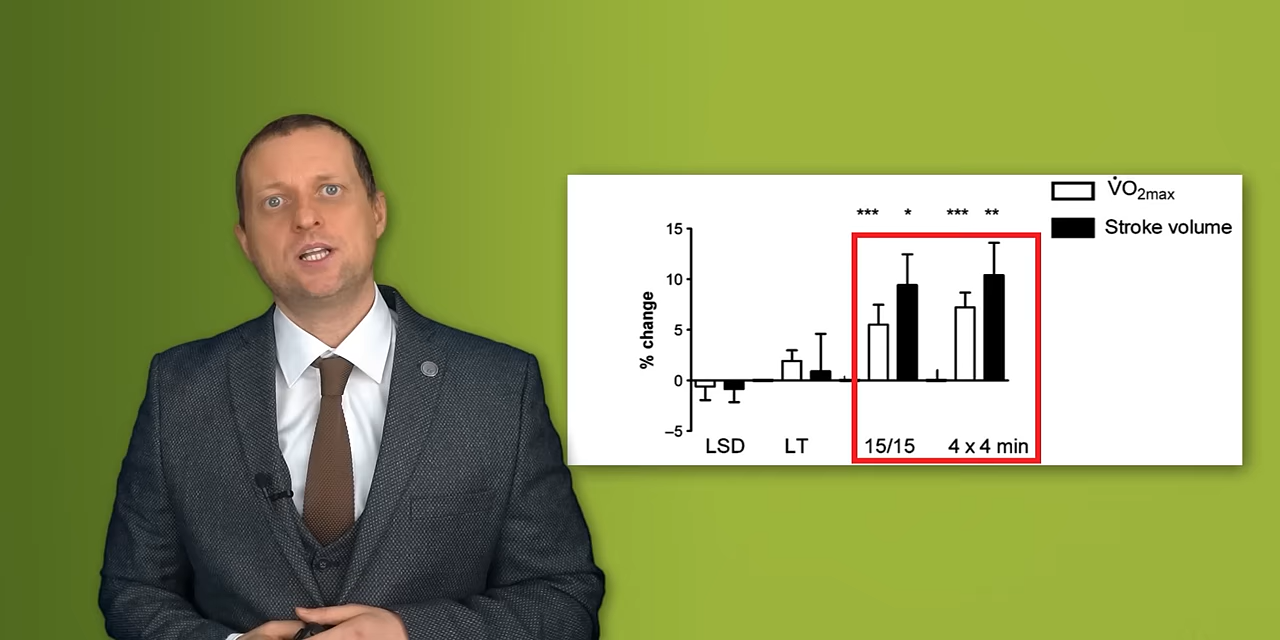 V̇O2max
Stroke volume
*** * *** **
15
10
5
0
–5
% change
LSD LT 15/15 4 x 4 min